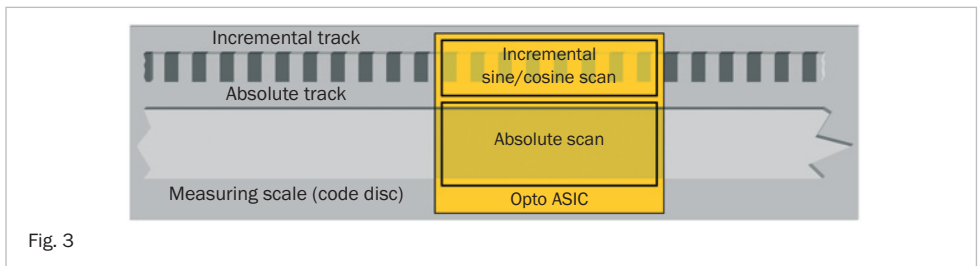 Incremental track
Incremental
sine/cosine scan
Absolute track
Absolute scan
Measuring scale (code disc)
Opto ASIC
Fig. 3